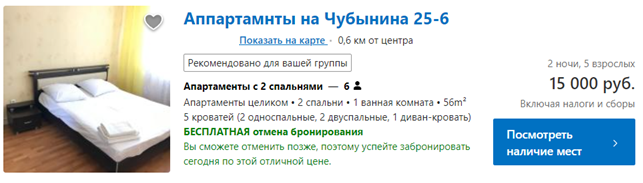 Аппартамнты на Чубынина 25-6
Показать на карте - 0,6 км от центра
Рекомендовано для вашей группы
2 ночи, 5 взрослых
Апартаменты с 2 спальнями — 6
15 000 руб.
Апартаменты целиком • 2 спальни • 1 ванная комната • 56m²
Включая налоги и сборы
5 кроватей (2 односпальные, 2 двуспальные, 1 диван-кровать)
БЕСПЛАТНАЯ отмена бронирования
Вы сможете отменить позже, поэтому успейте забронировать
сегодня по этой отличной цене.
Посмотреть
наличие мест